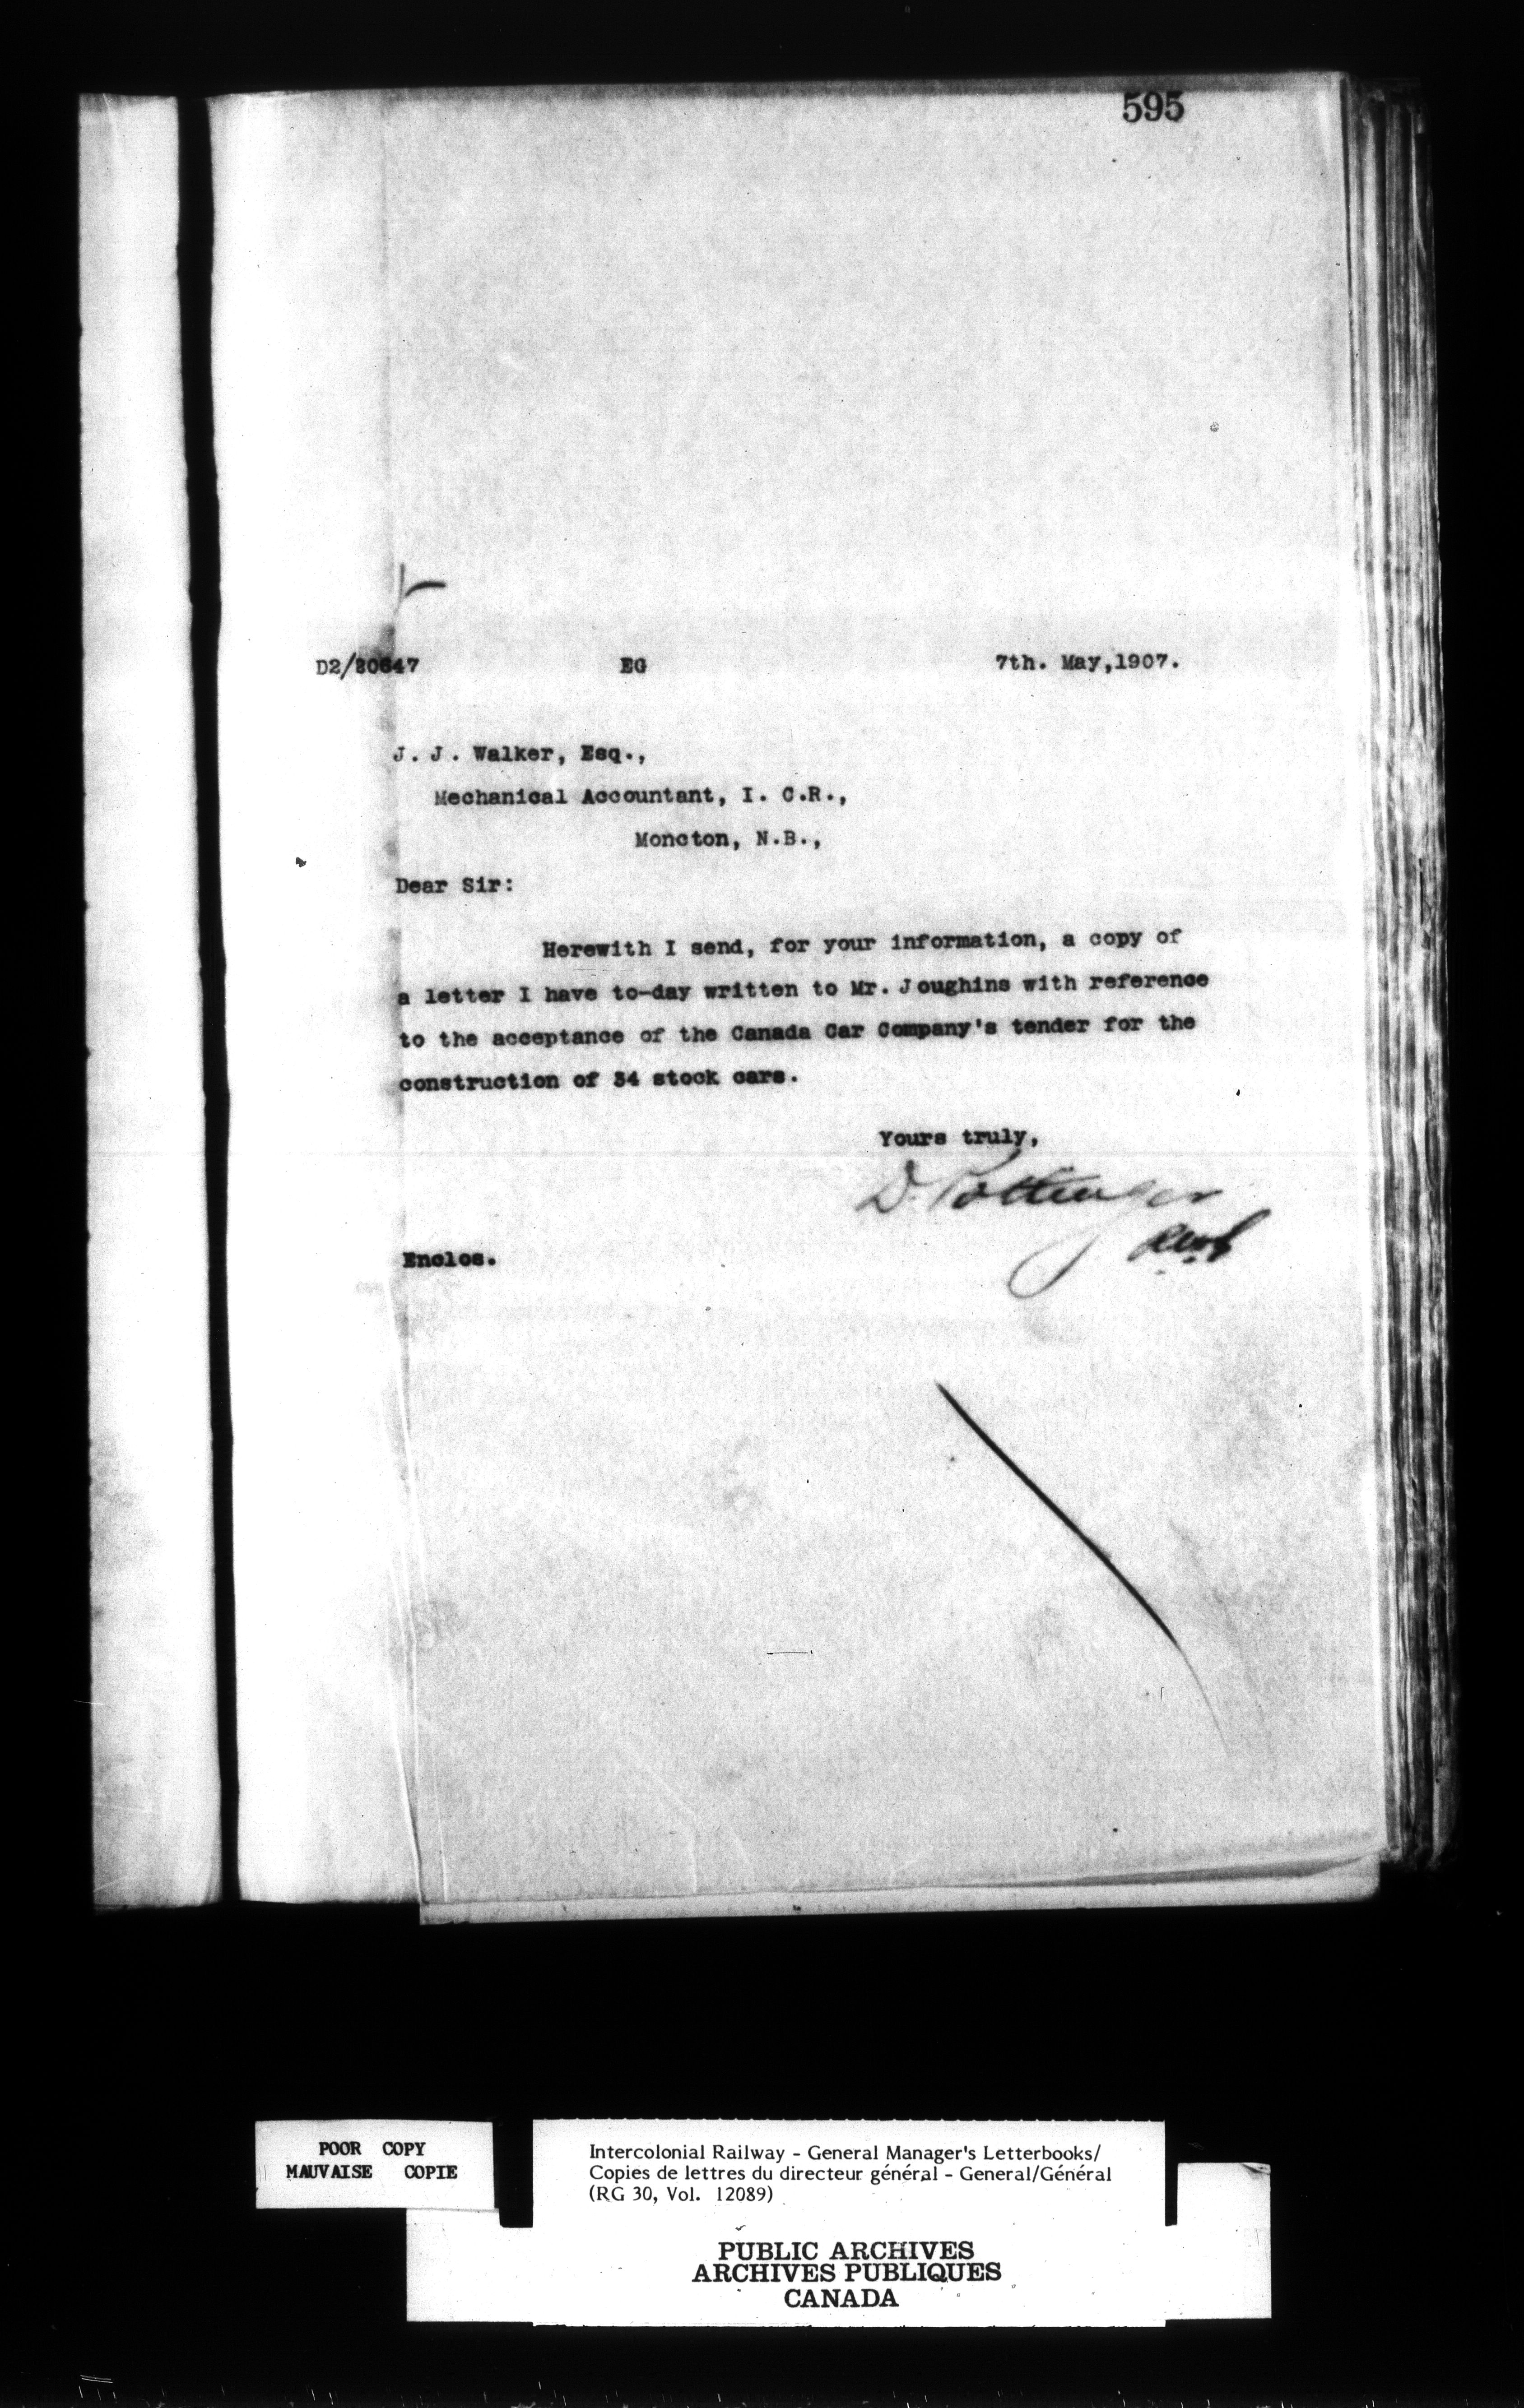 595
D2/20647 EG 7th. May,1907.
J. J. Walker, Esq.,
Mechanical Accountant, I. C.R.,
Moncton, N.B.,
Dear Sir:
Herewith I send, for your information, a copy of
a letter I have to-day written to Mr. Joughins with reference
to the acceptance of the Canada Car Company's tender for the
construction of 34 stock cars.
Yours truly,
D. Pottinger
Enclos.
POOR COPY
MAUVAISE COPIE
Intercolonial Railway - General Manager's Letterbooks/
Copies de lettres du directeur général - General/Général
(RG 30, Vol. 12089)
PUBLIC ARCHIVES
ARCHIVES PUBLIQUES
CANADA